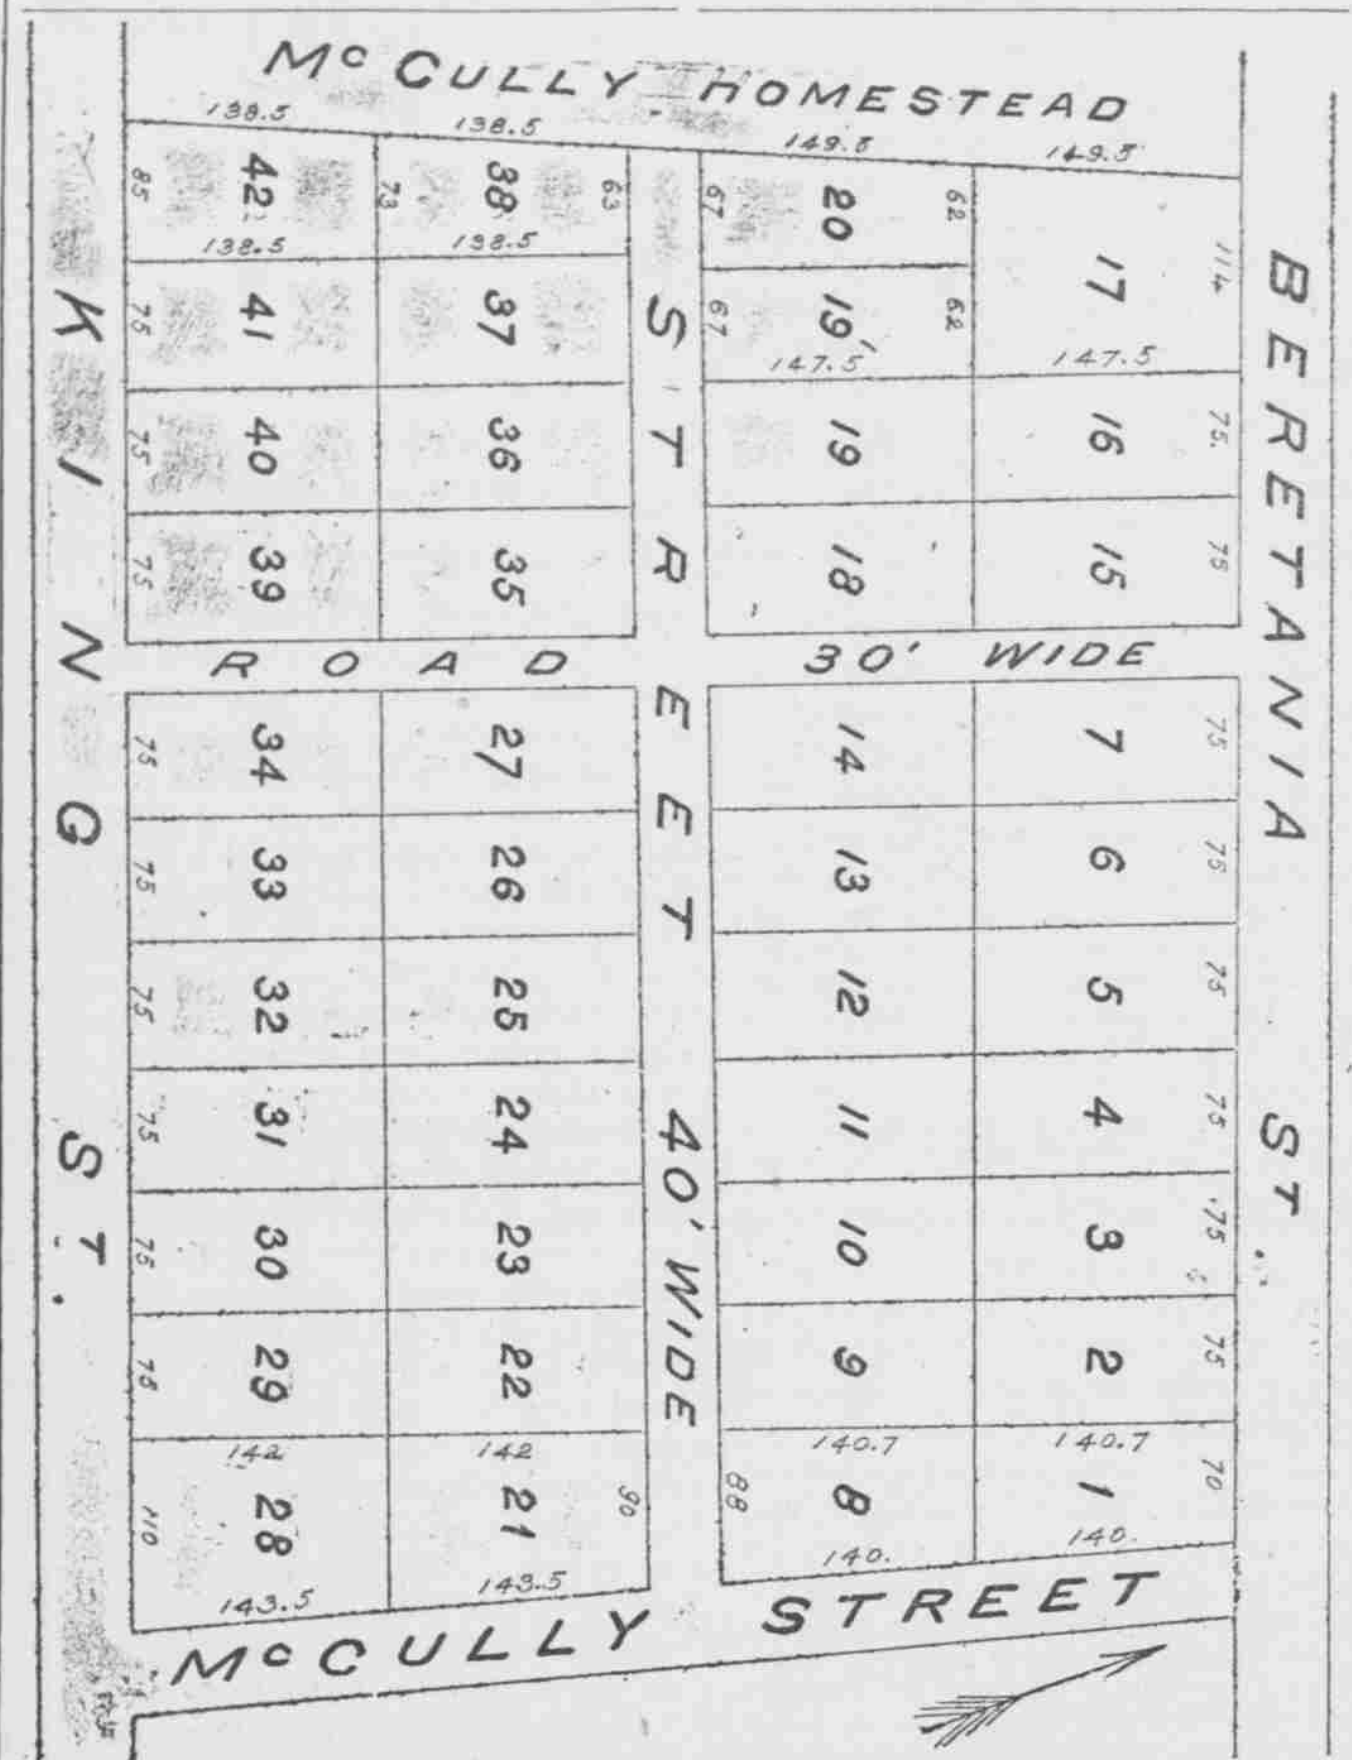 McCULLY HOMESTEAD
138.5 138.5 149.5 149.5
85 42 73 38 63 67 20 62 17 114
138.5 138.5
75 41 37 67 19' 62
147.5 147.5
75 40 36 19 16 75.
75 39 35 18 15 75
ROAD 30' WIDE
75 34 27 14 7 75
75 33 26 13 6 75
75 32 25 12 5 75
75 31 24 11 4 75
75 30 23 10 3 75
75 29 22 9 2 75
142 142 140.7 140.7
110 28 21 90 88 8 1 70
143.5 143.5 140. 140.
McCULLY STREET
KING ST.
STREET 40' WIDE
BERETANIA ST.